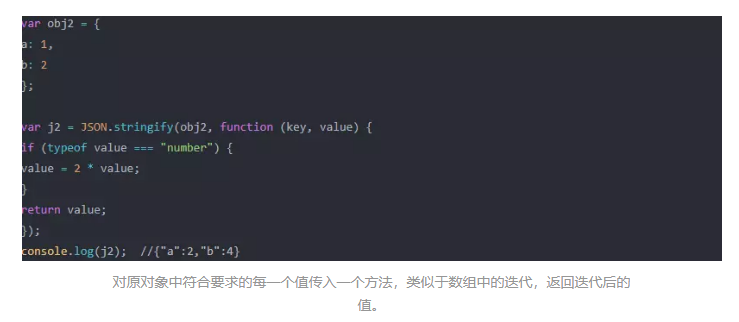 var obj2 = {
a: 1,
b: 2
};
var j2 = JSON.stringify(obj2, function (key, value) {
if (typeof value === "number") {
value = 2 * value;
}
return value;
});
console.log(j2);  //{"a":2,"b":4}
对原对象中符合要求的每一个值传入一个方法，类似于数组中的迭代，返回迭代后的
值。